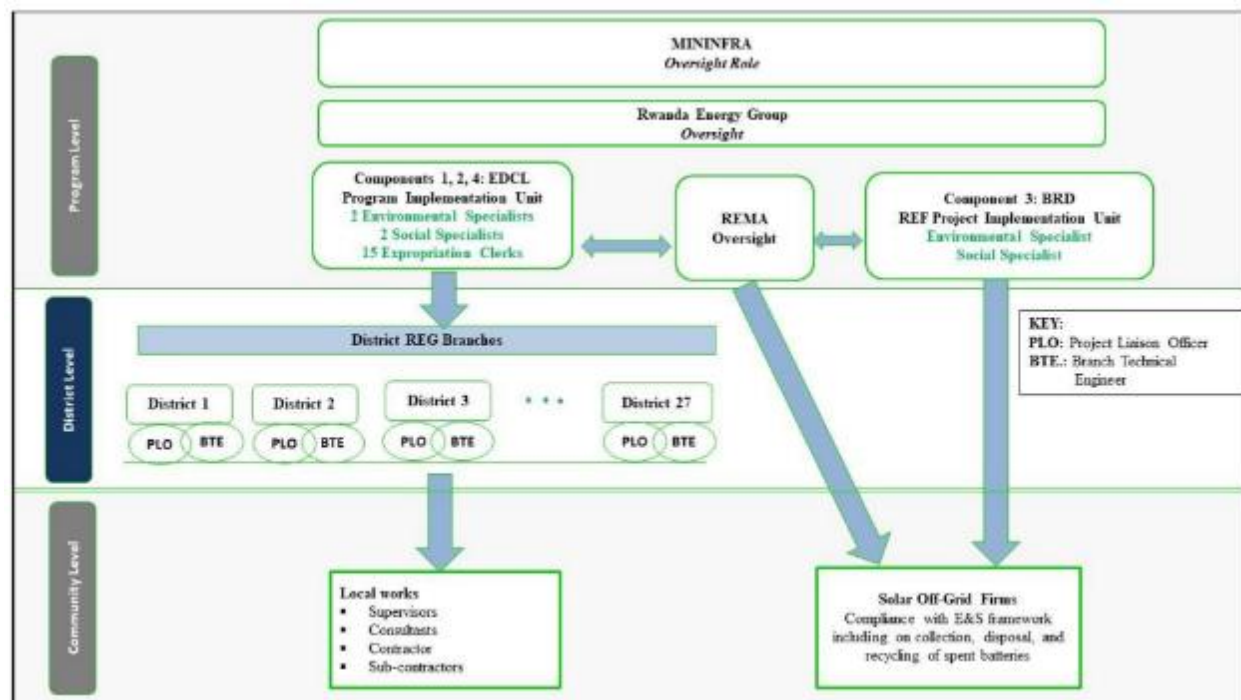 Program Level
MININFRA
Oversight Role
Rwanda Energy Group
Oversight
Components 1, 2, 4: EDCL
Program Implementation Unit
2 Environmental Specialists
2 Social Specialists
15 Expropriation Clerks
REMA
Oversight
Component 3: BRD
REF Project Implementation Unit
Environmental Specialist
Social Specialist
District Level
District REG Branches
KEY:
PLO: Project Liaison Officer
BTE.: Branch Technical
Engineer
District 1
District 2
District 3
• • •
District 27
PLO BTE
PLO BTE
PLO BTE
PLO BTE
Community Level
Local works
▪ Supervisors
▪ Consultants
▪ Contractor
▪ Sub-contractors
Solar Off-Grid Firms
Compliance with E&S framework
including on collection, disposal, and
recycling of spent batteries